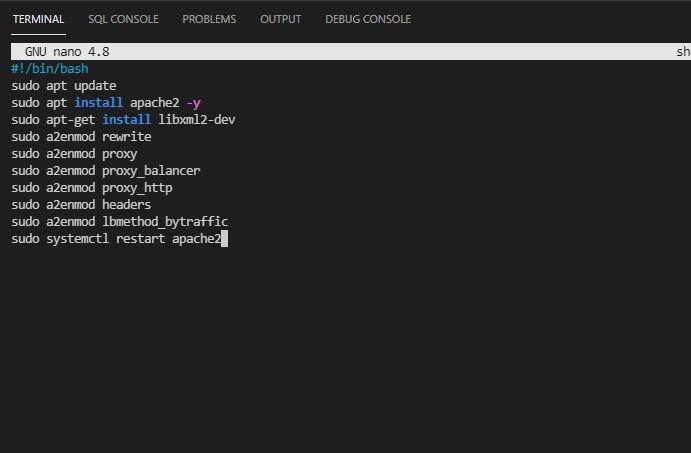 TERMINAL SQL CONSOLE PROBLEMS OUTPUT DEBUG CONSOLE
GNU nano 4.8 sh
#!/bin/bash
sudo apt update
sudo apt install apache2 -y
sudo apt-get install libxml2-dev
sudo a2enmod rewrite
sudo a2enmod proxy
sudo a2enmod proxy_balancer
sudo a2enmod proxy_http
sudo a2enmod headers
sudo a2enmod lbmethod_bytraffic
sudo systemctl restart apache2